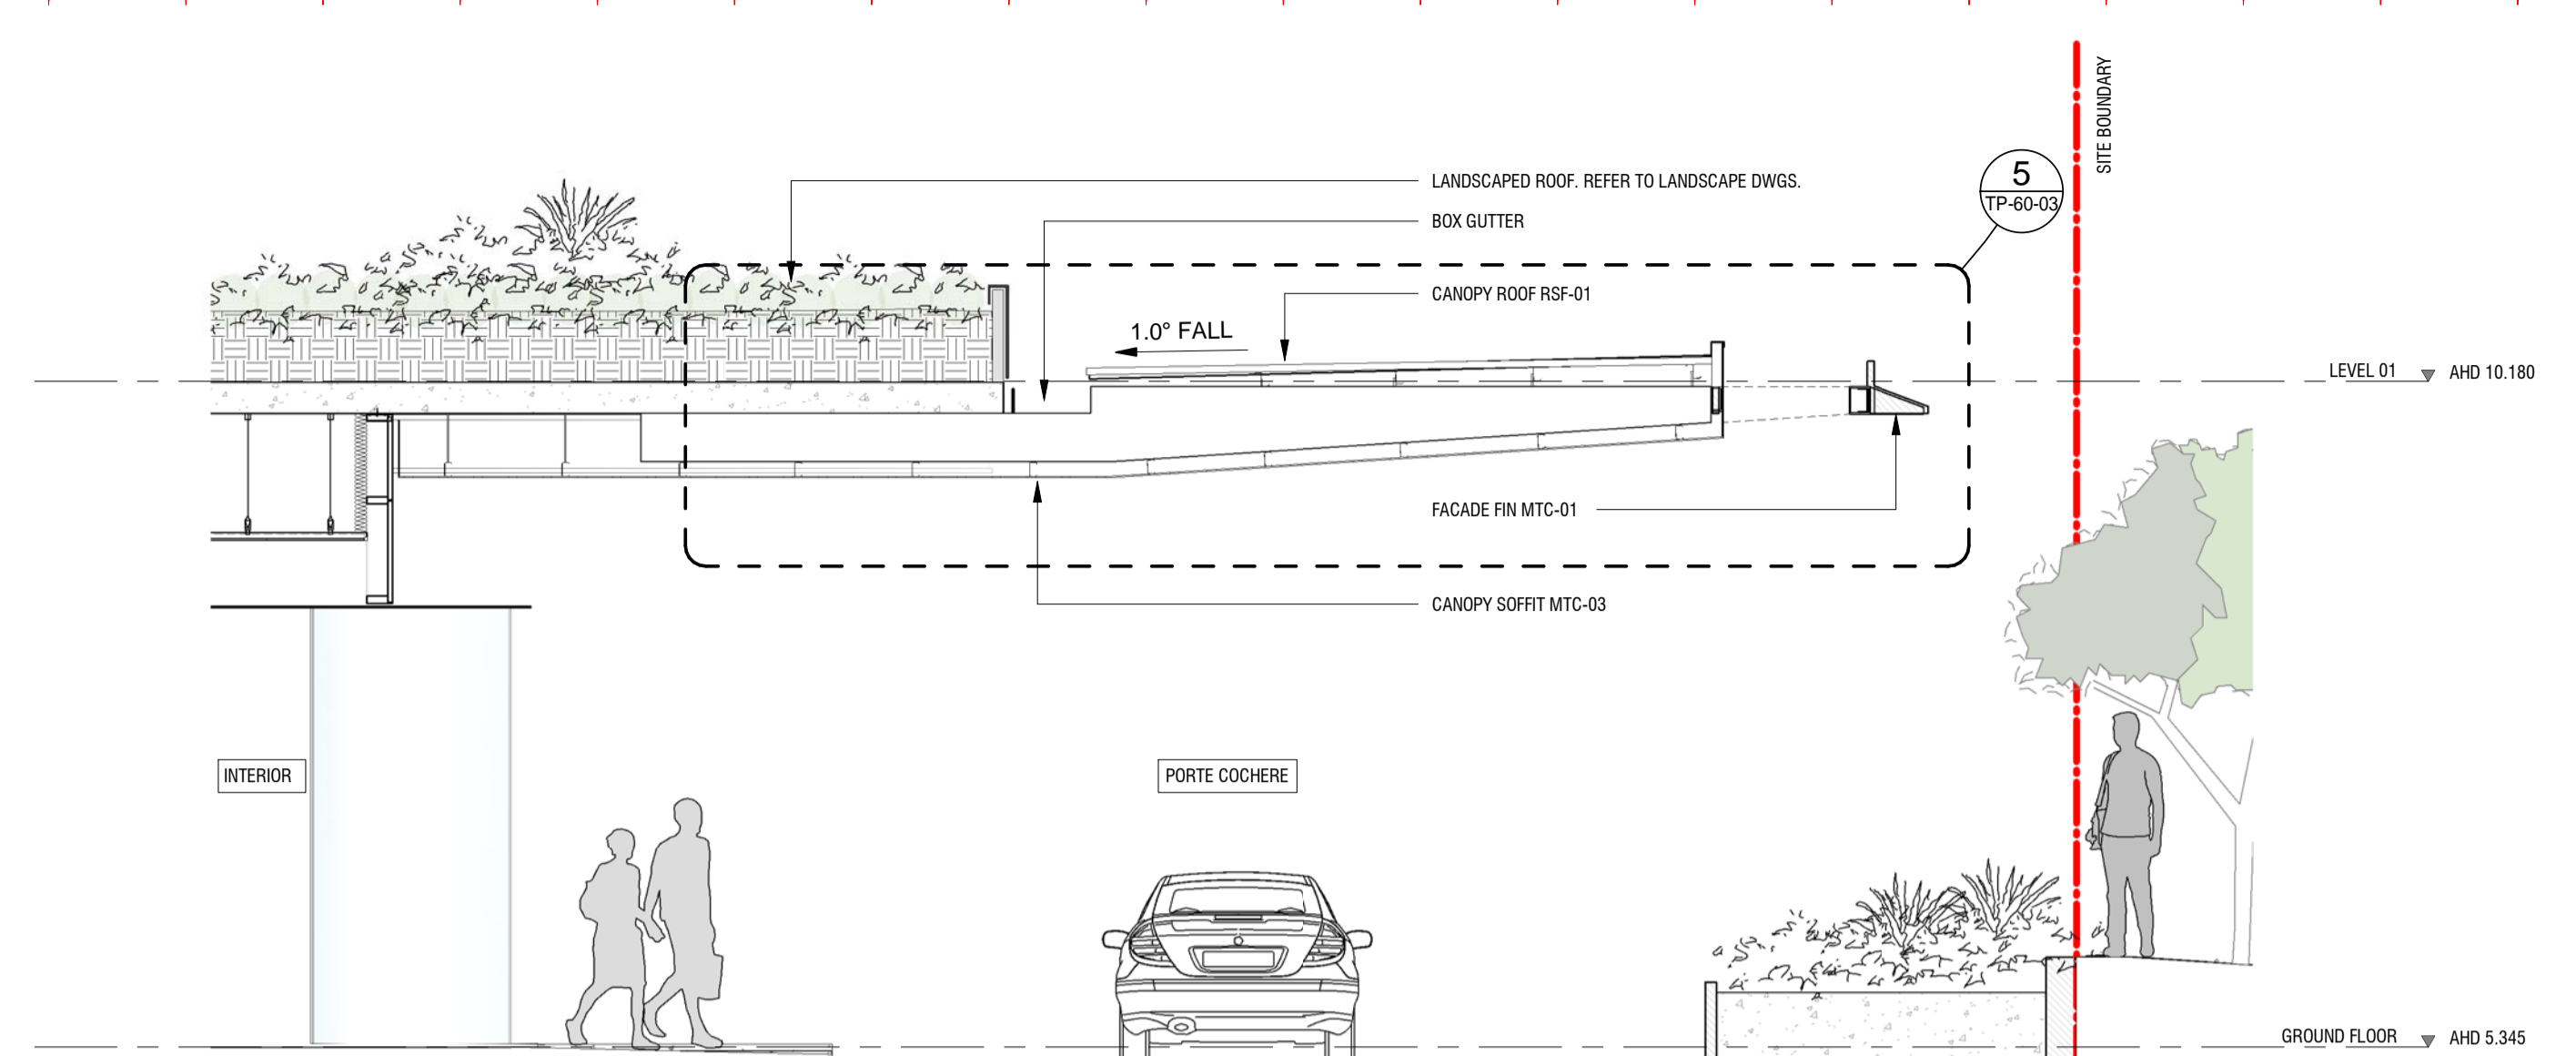 SITE BOUNDARY
5
TP-60-03
LANDSCAPED ROOF. REFER TO LANDSCAPE DWGS.
BOX GUTTER
CANOPY ROOF RSF-01
1.0° FALL
LEVEL 01
AHD 10.180
FACADE FIN MTC-01
CANOPY SOFFIT MTC-03
INTERIOR
PORTE COCHERE
GROUND FLOOR
AHD 5.345